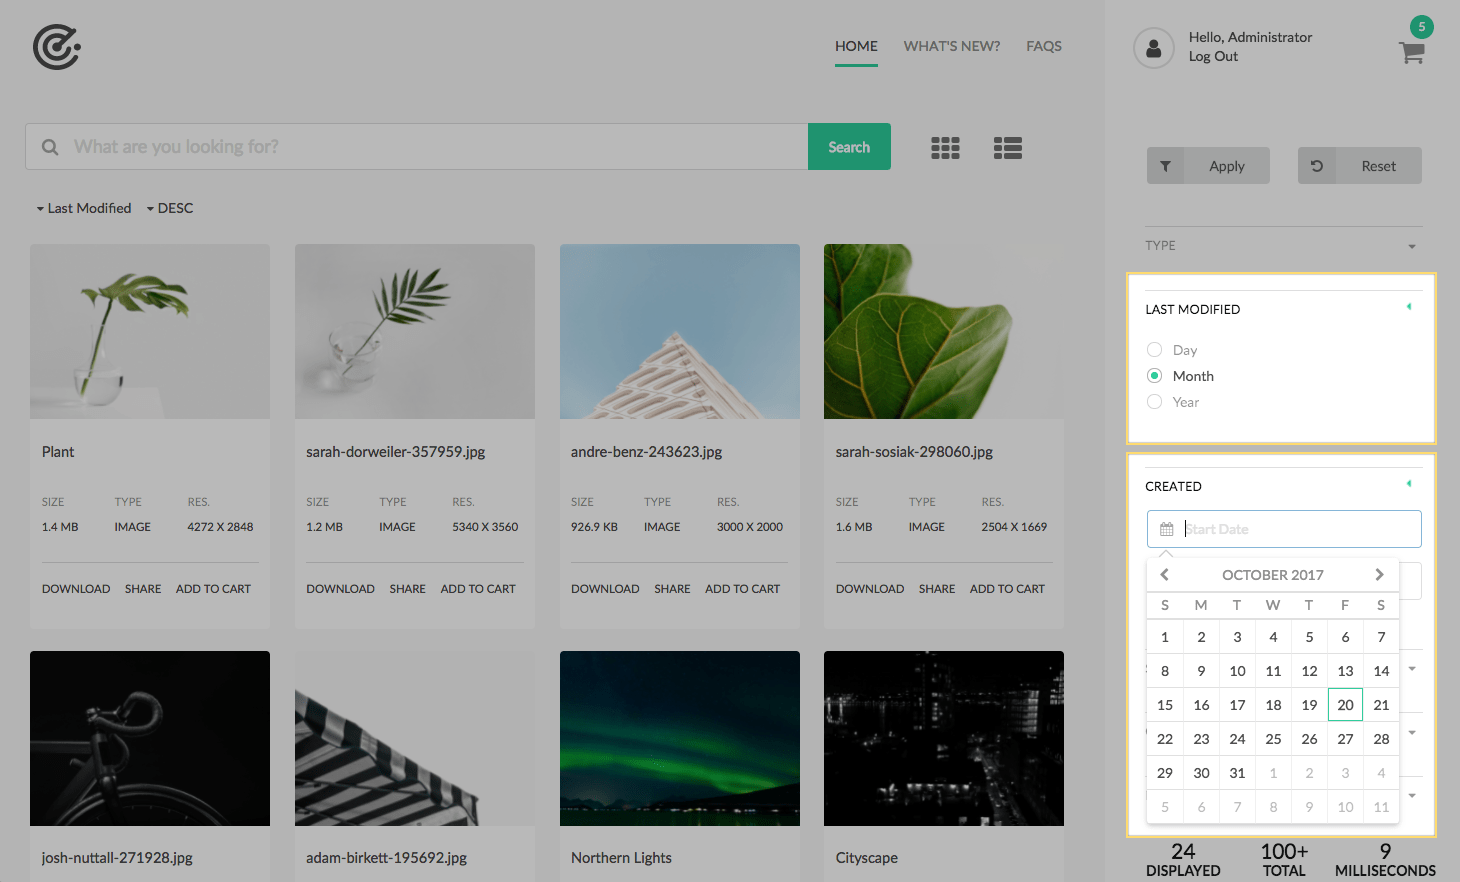 HOME WHAT'S NEW? FAQS
Hello, Administrator
Log Out
5
What are you looking for?
Search
Apply
Reset
Last Modified DESC
TYPE
Plant
SIZE TYPE RES.
1.4 MB IMAGE 4272 X 2848
DOWNLOAD SHARE ADD TO CART
sarah-dorweiler-357959.jpg
SIZE TYPE RES.
1.2 MB IMAGE 5340 X 3560
DOWNLOAD SHARE ADD TO CART
andre-benz-243623.jpg
SIZE TYPE RES.
926.9 KB IMAGE 3000 X 2000
DOWNLOAD SHARE ADD TO CART
sarah-sosiak-298060.jpg
SIZE TYPE RES.
1.6 MB IMAGE 2504 X 1669
DOWNLOAD SHARE ADD TO CART
josh-nuttall-271928.jpg
adam-birkett-195692.jpg
Northern Lights
Cityscape
LAST MODIFIED
Day
Month
Year
CREATED
Start Date
OCTOBER 2017
S M T W T F S
1 2 3 4 5 6 7
8 9 10 11 12 13 14
15 16 17 18 19 20 21
22 23 24 25 26 27 28
29 30 31 1 2 3 4
5 6 7 8 9 10 11
24 100+ 9
DISPLAYED TOTAL MILLISECONDS